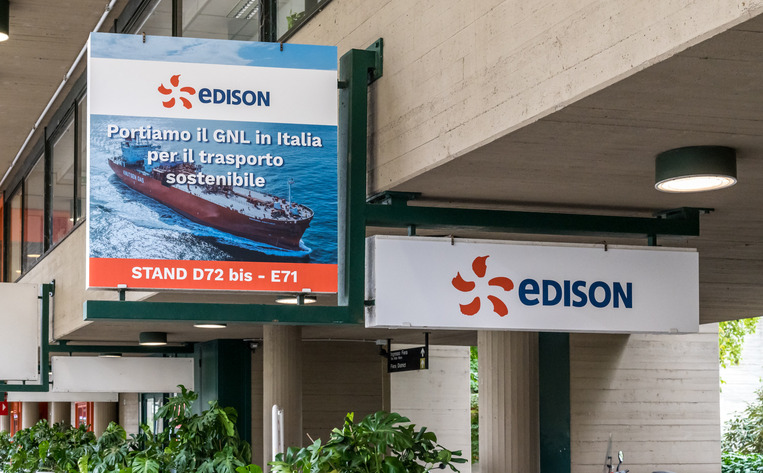 eDISON
Portiamo il GNL in Italia
per il trasporto
sostenibile
STAND D72 bis - E71
eDISON